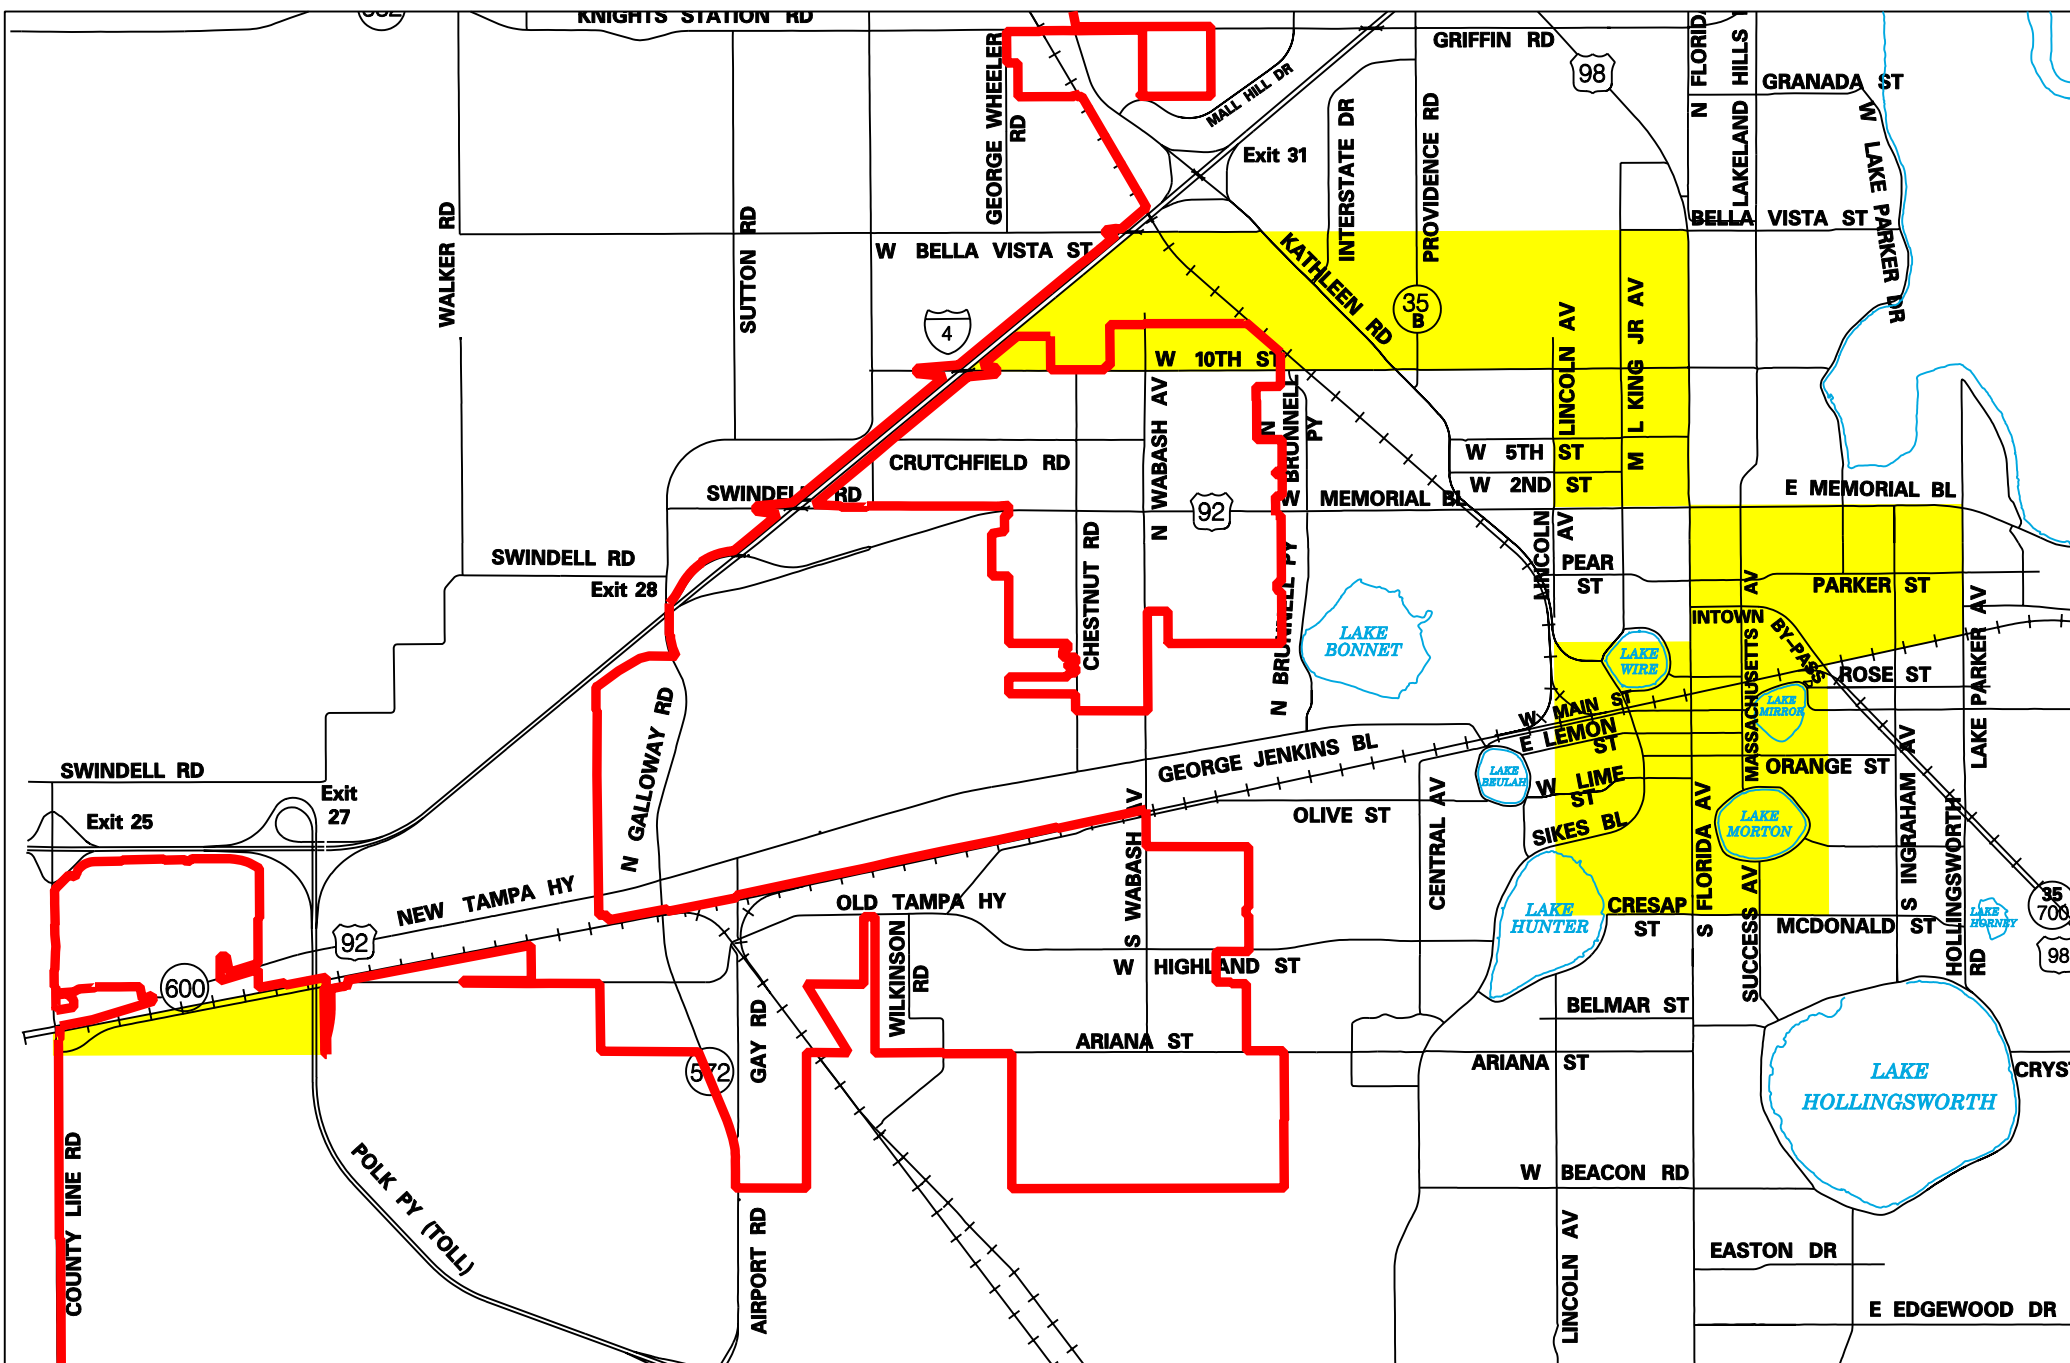 KNIGHTS STATION RD
GRIFFIN RD
98
N FLORIDA
LAKELAND HILLS
GRANADA ST
W LAKE PARKER DR
GEORGE WHEELER
RD
MALL HILL DR
Exit 31
INTERSTATE DR
PROVIDENCE RD
WALKER RD
SUTTON RD
W BELLA VISTA ST
BELLA VISTA ST
KATHLEEN RD
35
B
4
LINCOLN AV
M L KING JR AV
W 10TH ST
N WABASH AV
N BRUNNELL
PY
CRUTCHFIELD RD
W 5TH ST
W 2ND ST
SWINDELL RD
W MEMORIAL BL
E MEMORIAL BL
92
SWINDELL RD
Exit 28
CHESTNUT RD
N BRUNNELL PY
LINCOLN
AV
PEAR
ST
PARKER ST
INTOWN
BY-PASS
MASSACHUSETTS AV
LAKE PARKER AV
LAKE
BONNET
LAKE
WIRE
ROSE ST
LAKE
MIRROR
W MAIN ST
E LEMON
ST
N GALLOWAY RD
GEORGE JENKINS BL
LAKE
BEULAH
W LIME
ST
ORANGE ST
SWINDELL RD
Exit
27
Exit 25
OLIVE ST
SIKES BL
LAKE
MORTON
CENTRAL AV
S FLORIDA AV
S INGRAHAM AV
HOLLINGSWORTH
RD
NEW TAMPA HY
92
OLD TAMPA HY
S WABASH AV
CRESAP
ST
LAKE
HUNTER
SUCCESS AV
MCDONALD ST
LAKE
HORNEY
35
700
98
WILKINSON
RD
W HIGHLAND ST
600
BELMAR ST
ARIANA ST
ARIANA ST
GAY RD
572
LAKE
HOLLINGSWORTH
CRYST
COUNTY LINE RD
POLK PY (TOLL)
AIRPORT RD
W BEACON RD
LINCOLN AV
EASTON DR
E EDGEWOOD DR